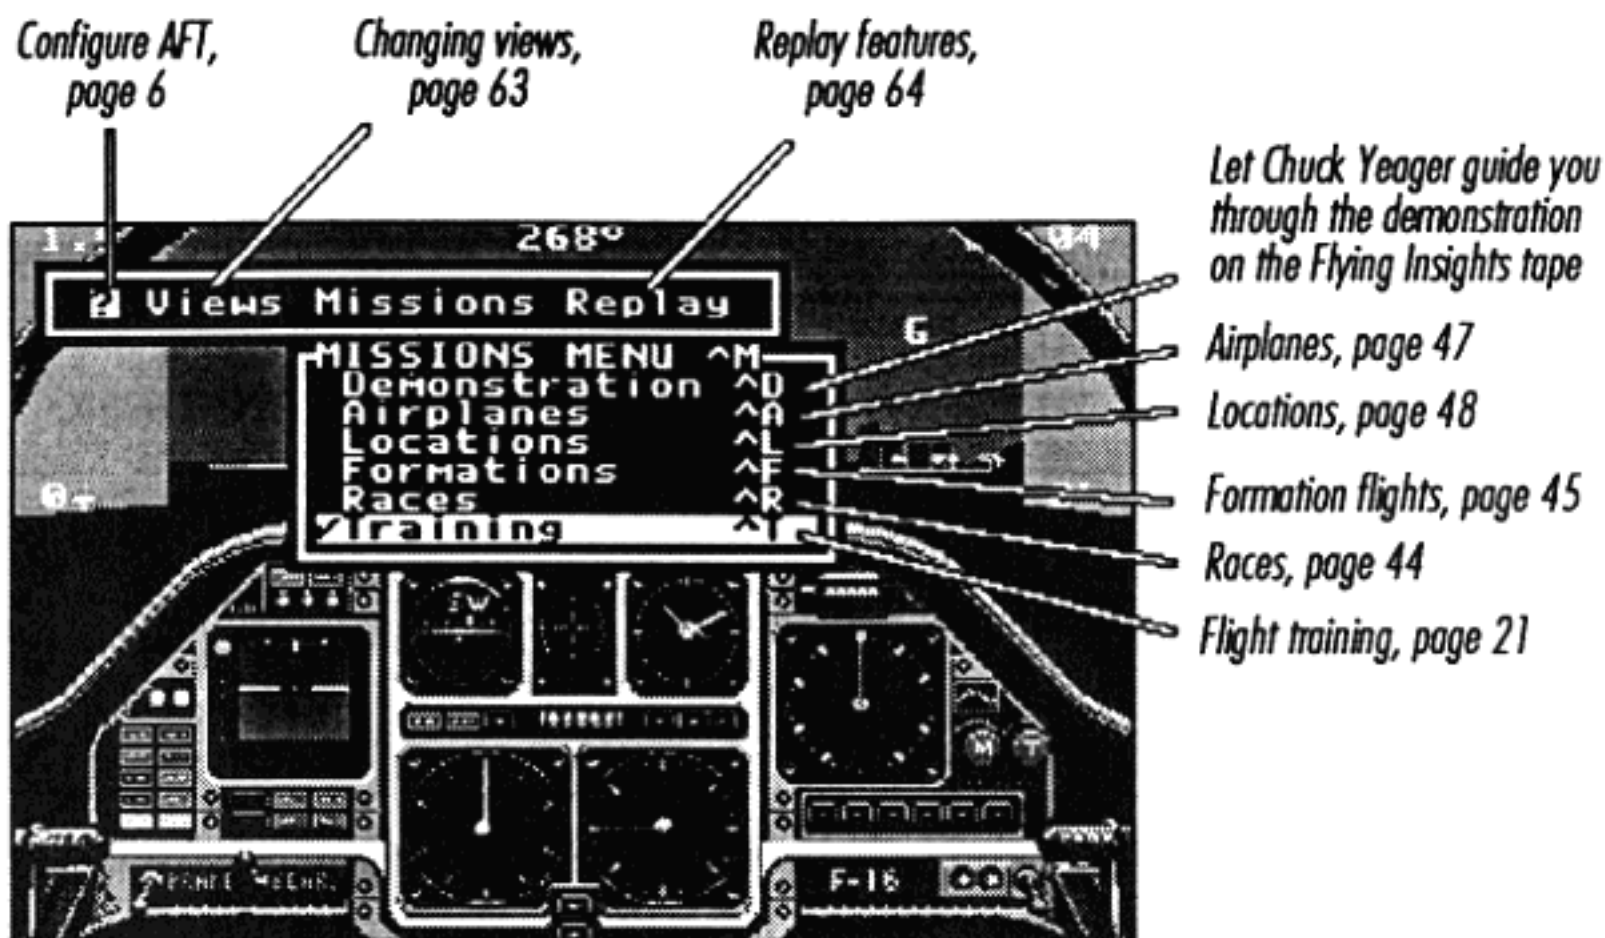 Configure AFT,
page 6
Changing views,
page 63
Replay features,
page 64
Let Chuck Yeager guide you
through the demonstration
on the Flying Insights tape
268°
04
? Views Missions Replay
G
MISSIONS MENU ^M
Demonstration ^D
Airplanes ^A
Locations ^L
Formations ^F
Races ^R
✓Training ^T
Airplanes, page 47
Locations, page 48
Formation flights, page 45
Races, page 44
Flight training, page 21
SW
M T
F-16